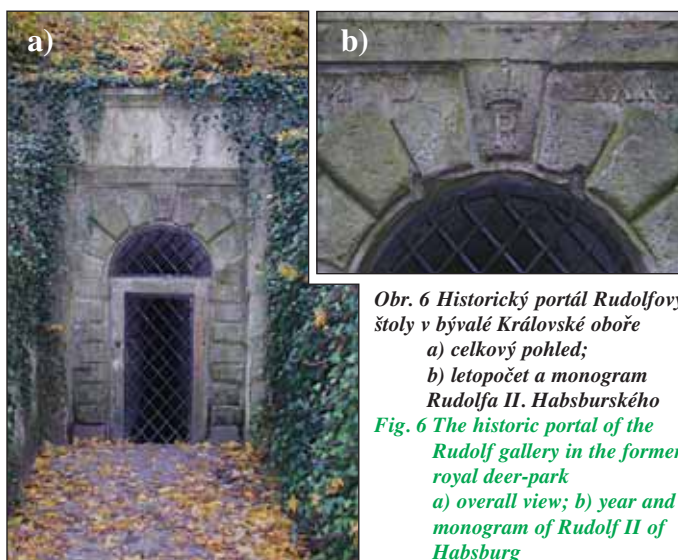 a)
b)
R
Obr. 6 Historický portál Rudolfovy
štoly v bývalé Královské oboře
a) celkový pohled;
b) letopočet a monogram
Rudolfa II. Habsburského
Fig. 6 The historic portal of the
Rudolf gallery in the former
royal deer-park
a) overall view; b) year and
monogram of Rudolf II of
Habsburg